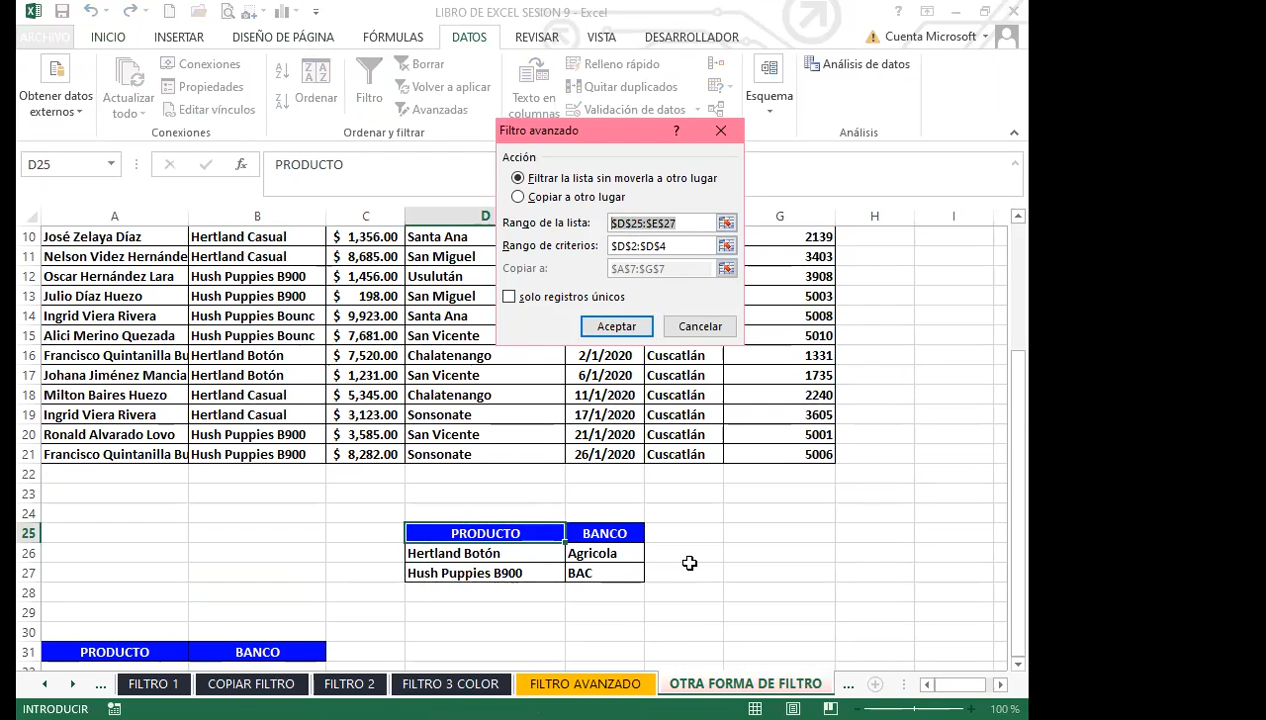 LIBRO DE EXCEL SESION 9 - Excel
ARCHIVO INICIO INSERTAR DISEÑO DE PÁGINA FÓRMULAS DATOS REVISAR VISTA DESARROLLADOR Cuenta Microsoft
Obtener datos externos
Actualizar todo
Conexiones
Propiedades
Editar vínculos
Conexiones
Ordenar
Filtro
Borrar
Volver a aplicar
Avanzadas
Ordenar y filtrar
Texto en columnas
Relleno rápido
Quitar duplicados
Validación de datos
Esquema
Análisis de datos
Análisis
D25 fx PRODUCTO
Filtro avanzado ?
Acción
Filtrar la lista sin moverla a otro lugar
Copiar a otro lugar
Rango de la lista: $D$25:$E$27
Rango de criterios: $D$2:$D$4
Copiar a: $A$7:$G$7
Solo registros únicos
Aceptar Cancelar
A B C D G H I
10 José Zelaya Díaz Hertland Casual $ 1,356.00 Santa Ana 2139
11 Nelson Videz Hernánde Hertland Casual $ 8,685.00 San Miguel 3403
12 Oscar Hernández Lara Hush Puppies B900 $ 1,456.00 Usulután 3908
13 Julio Díaz Huezo Hush Puppies B900 $ 198.00 San Miguel 5003
14 Ingrid Viera Rivera Hush Puppies Bounc $ 9,923.00 Santa Ana 5008
15 Alici Merino Quezada Hush Puppies Bounc $ 7,681.00 San Vicente 5010
16 Francisco Quintanilla Bu Hertland Botón $ 7,520.00 Chalatenango 2/1/2020 Cuscatlán 1331
17 Johana Jiménez Mancia Hertland Botón $ 1,231.00 San Vicente 6/1/2020 Cuscatlán 1735
18 Milton Baires Huezo Hertland Casual $ 5,345.00 Chalatenango 11/1/2020 Cuscatlán 2240
19 Ingrid Viera Rivera Hertland Casual $ 3,123.00 Sonsonate 17/1/2020 Cuscatlán 3605
20 Ronald Alvarado Lovo Hush Puppies B900 $ 3,585.00 San Vicente 21/1/2020 Cuscatlán 5001
21 Francisco Quintanilla Bu Hush Puppies B900 $ 8,282.00 Sonsonate 26/1/2020 Cuscatlán 5006
22
23
24
25 PRODUCTO BANCO
26 Hertland Botón Agricola
27 Hush Puppies B900 BAC
28
29
30
31 PRODUCTO BANCO
... FILTRO 1 COPIAR FILTRO FILTRO 2 FILTRO 3 COLOR FILTRO AVANZADO OTRA FORMA DE FILTRO ...
INTRODUCIR 100 %